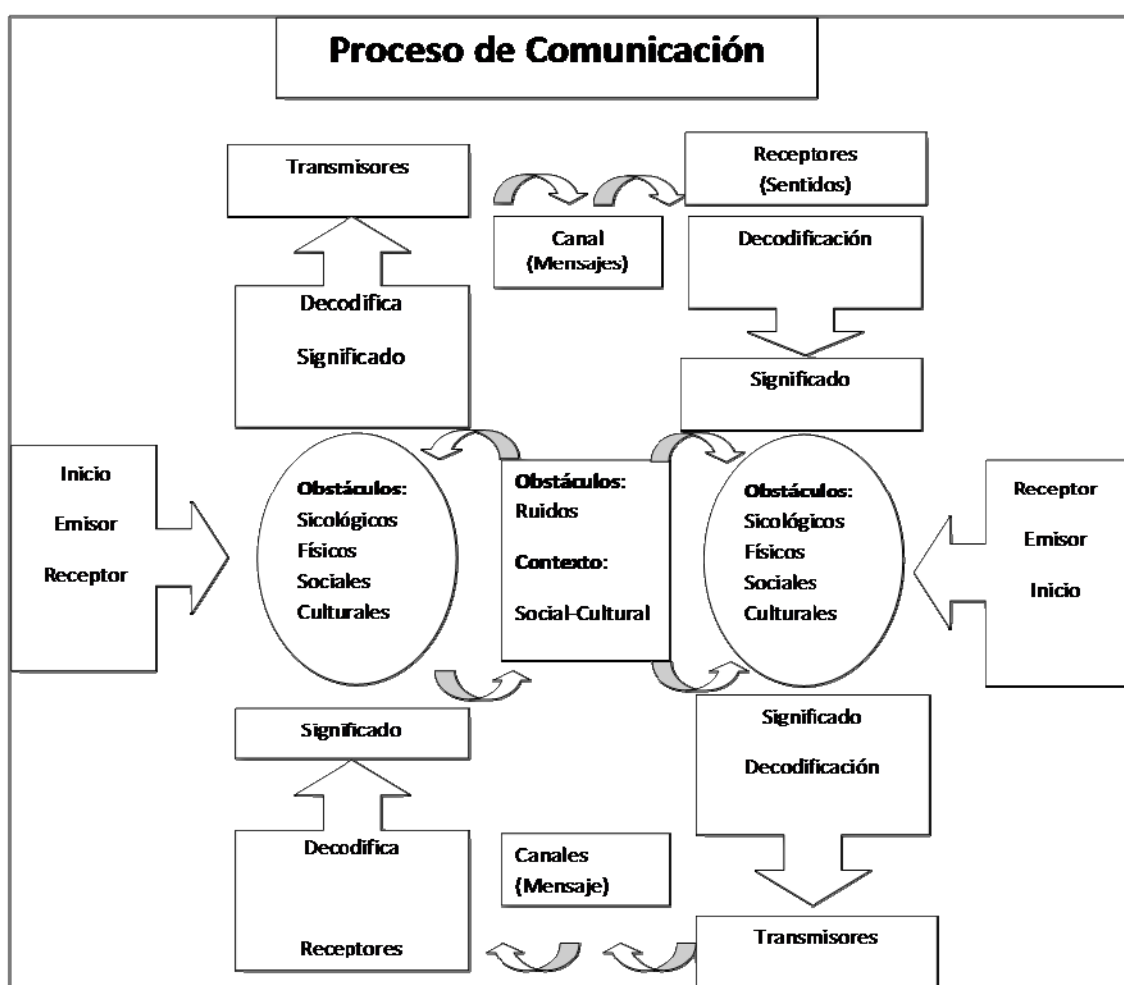 Proceso de Comunicación
Transmisores
Receptores
(Sentidos)
Canal
(Mensajes)
Decodificación
Decodifica
Significado
Significado
Inicio
Emisor
Receptor
Obstáculos:
Sicológicos
Físicos
Sociales
Culturales
Obstáculos:
Ruidos
Contexto:
Social-Cultural
Obstáculos:
Sicológicos
Físicos
Sociales
Culturales
Receptor
Emisor
Inicio
Significado
Significado
Decodificación
Decodifica
Receptores
Canales
(Mensaje)
Transmisores